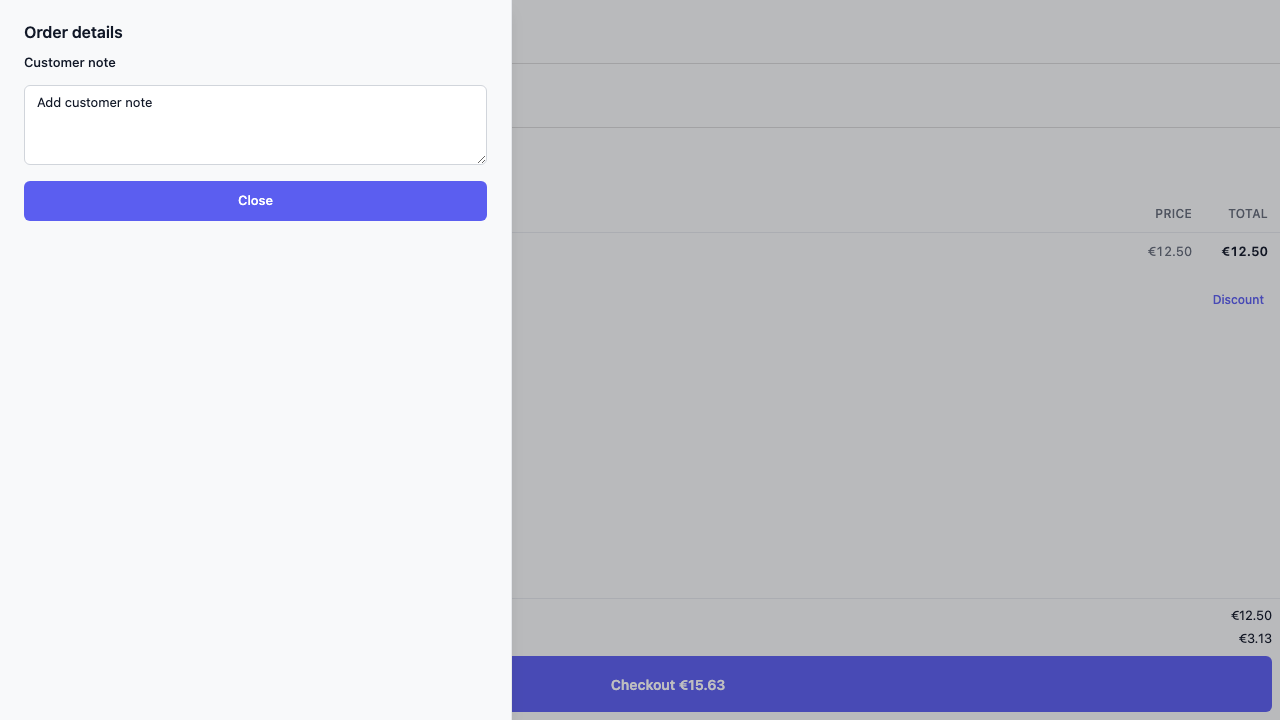 Order details
Customer note
Add customer note
Close
PRICE TOTAL
€12.50 €12.50
Discount
€12.50
€3.13
Checkout €15.63